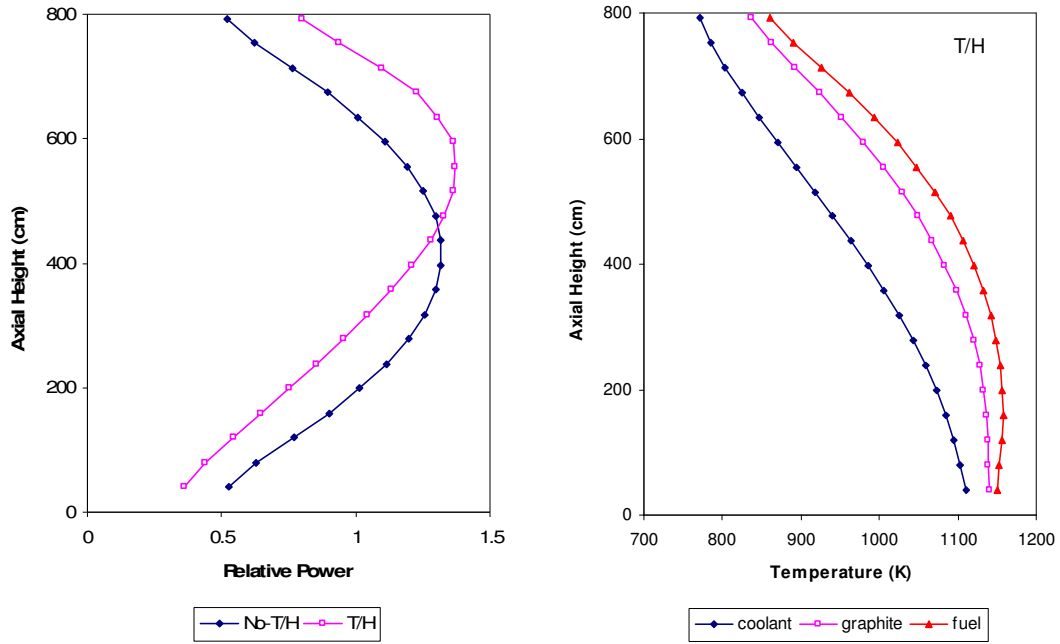 800
600
400
200
0
0 0.5 1 1.5
Axial Height (cm)
Relative Power
No-T/H T/H
T/H
800
600
400
200
0
700 800 900 1000 1100 1200
Axial Height (cm)
Temperature (K)
coolant graphite fuel